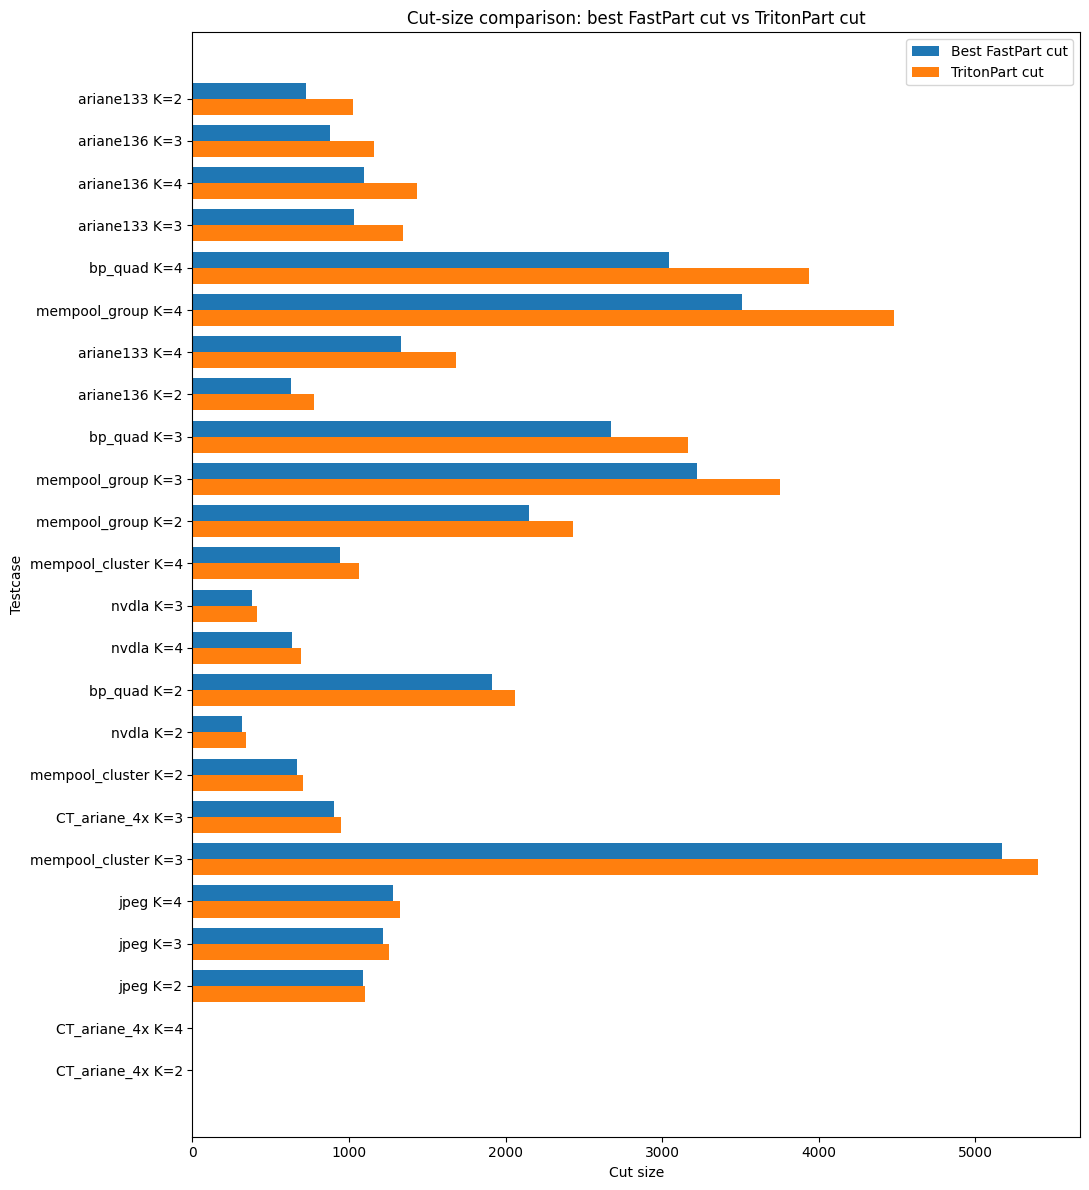 Cut-size comparison: best FastPart cut vs TritonPart cut
Best FastPart cut
TritonPart cut
ariane133 K=2
ariane136 K=3
ariane136 K=4
ariane133 K=3
bp_quad K=4
mempool_group K=4
ariane133 K=4
ariane136 K=2
bp_quad K=3
mempool_group K=3
mempool_group K=2
mempool_cluster K=4
nvdla K=3
nvdla K=4
bp_quad K=2
nvdla K=2
mempool_cluster K=2
CT_ariane_4x K=3
mempool_cluster K=3
jpeg K=4
jpeg K=3
jpeg K=2
CT_ariane_4x K=4
CT_ariane_4x K=2
Testcase
0 1000 2000 3000 4000 5000
Cut size